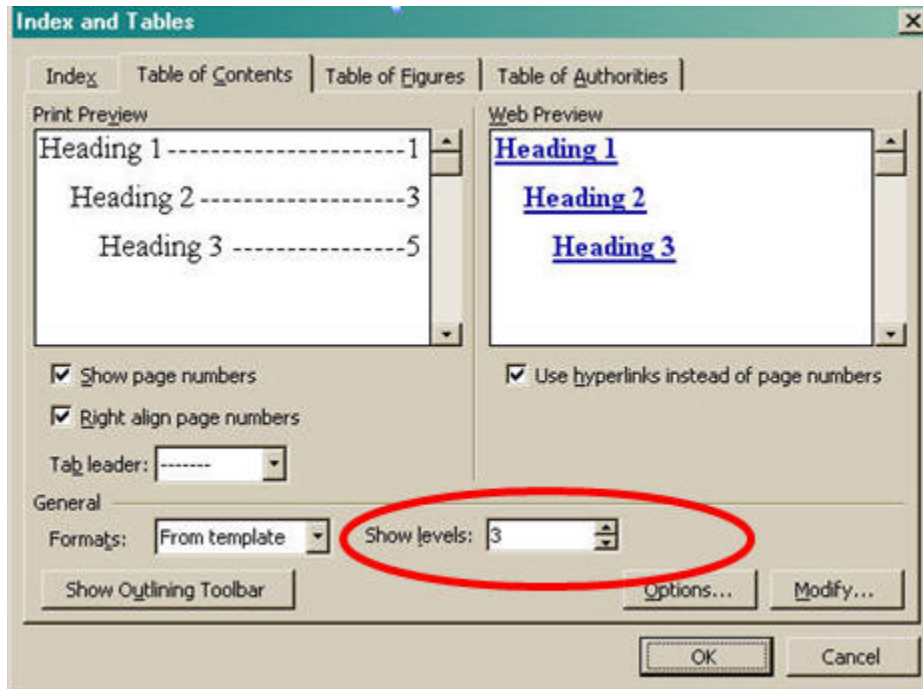 Index and Tables
Index Table of Contents Table of Figures Table of Authorities
Print Preview
Heading 1----------------------1
Heading 2-----------------3
Heading 3----------------5
Web Preview
Heading 1
Heading 2
Heading 3
Show page numbers
Right align page numbers
Tab leader: -------
Use hyperlinks instead of page numbers
General
Formats: From template Show levels: 3
Show Outlining Toolbar Options... Modify...
OK Cancel